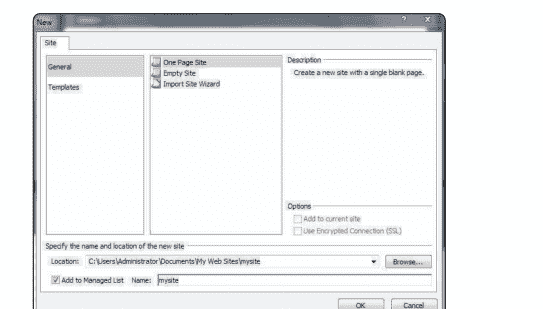 New
Site
General
Templates
One Page Site
Empty Site
Import Site Wizard
Description
Create a new site with a single blank page.
Options
Add to current site
Use Encrypted Connection (SSL)
Specify the name and location of the new site
Location: C:\Users\Administrator\Documents\My Web Sites\mysite
Browse...
Add to Managed List Name: mysite
OK Cancel